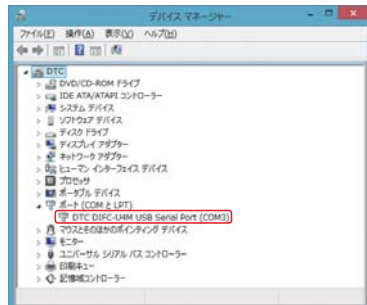 デバイス マネージャー
ファイル(F) 操作(A) 表示(V) ヘルプ(H)
DTC
DVD/CD-ROM ドライブ
IDE ATA/ATAPI コントローラー
システム デバイス
ソフトウェア デバイス
ディスク ドライブ
ディスプレイ アダプター
ネットワーク アダプター
ヒューマン インターフェイス デバイス
プロセッサ
ポータブル デバイス
ポート (COM と LPT)
DTC DIFC-U4M USB Serial Port (COM3)
マウスとそのほかのポインティング デバイス
モニター
ユニバーサル シリアル バス コントローラー
印刷キュー
記憶域コントローラー